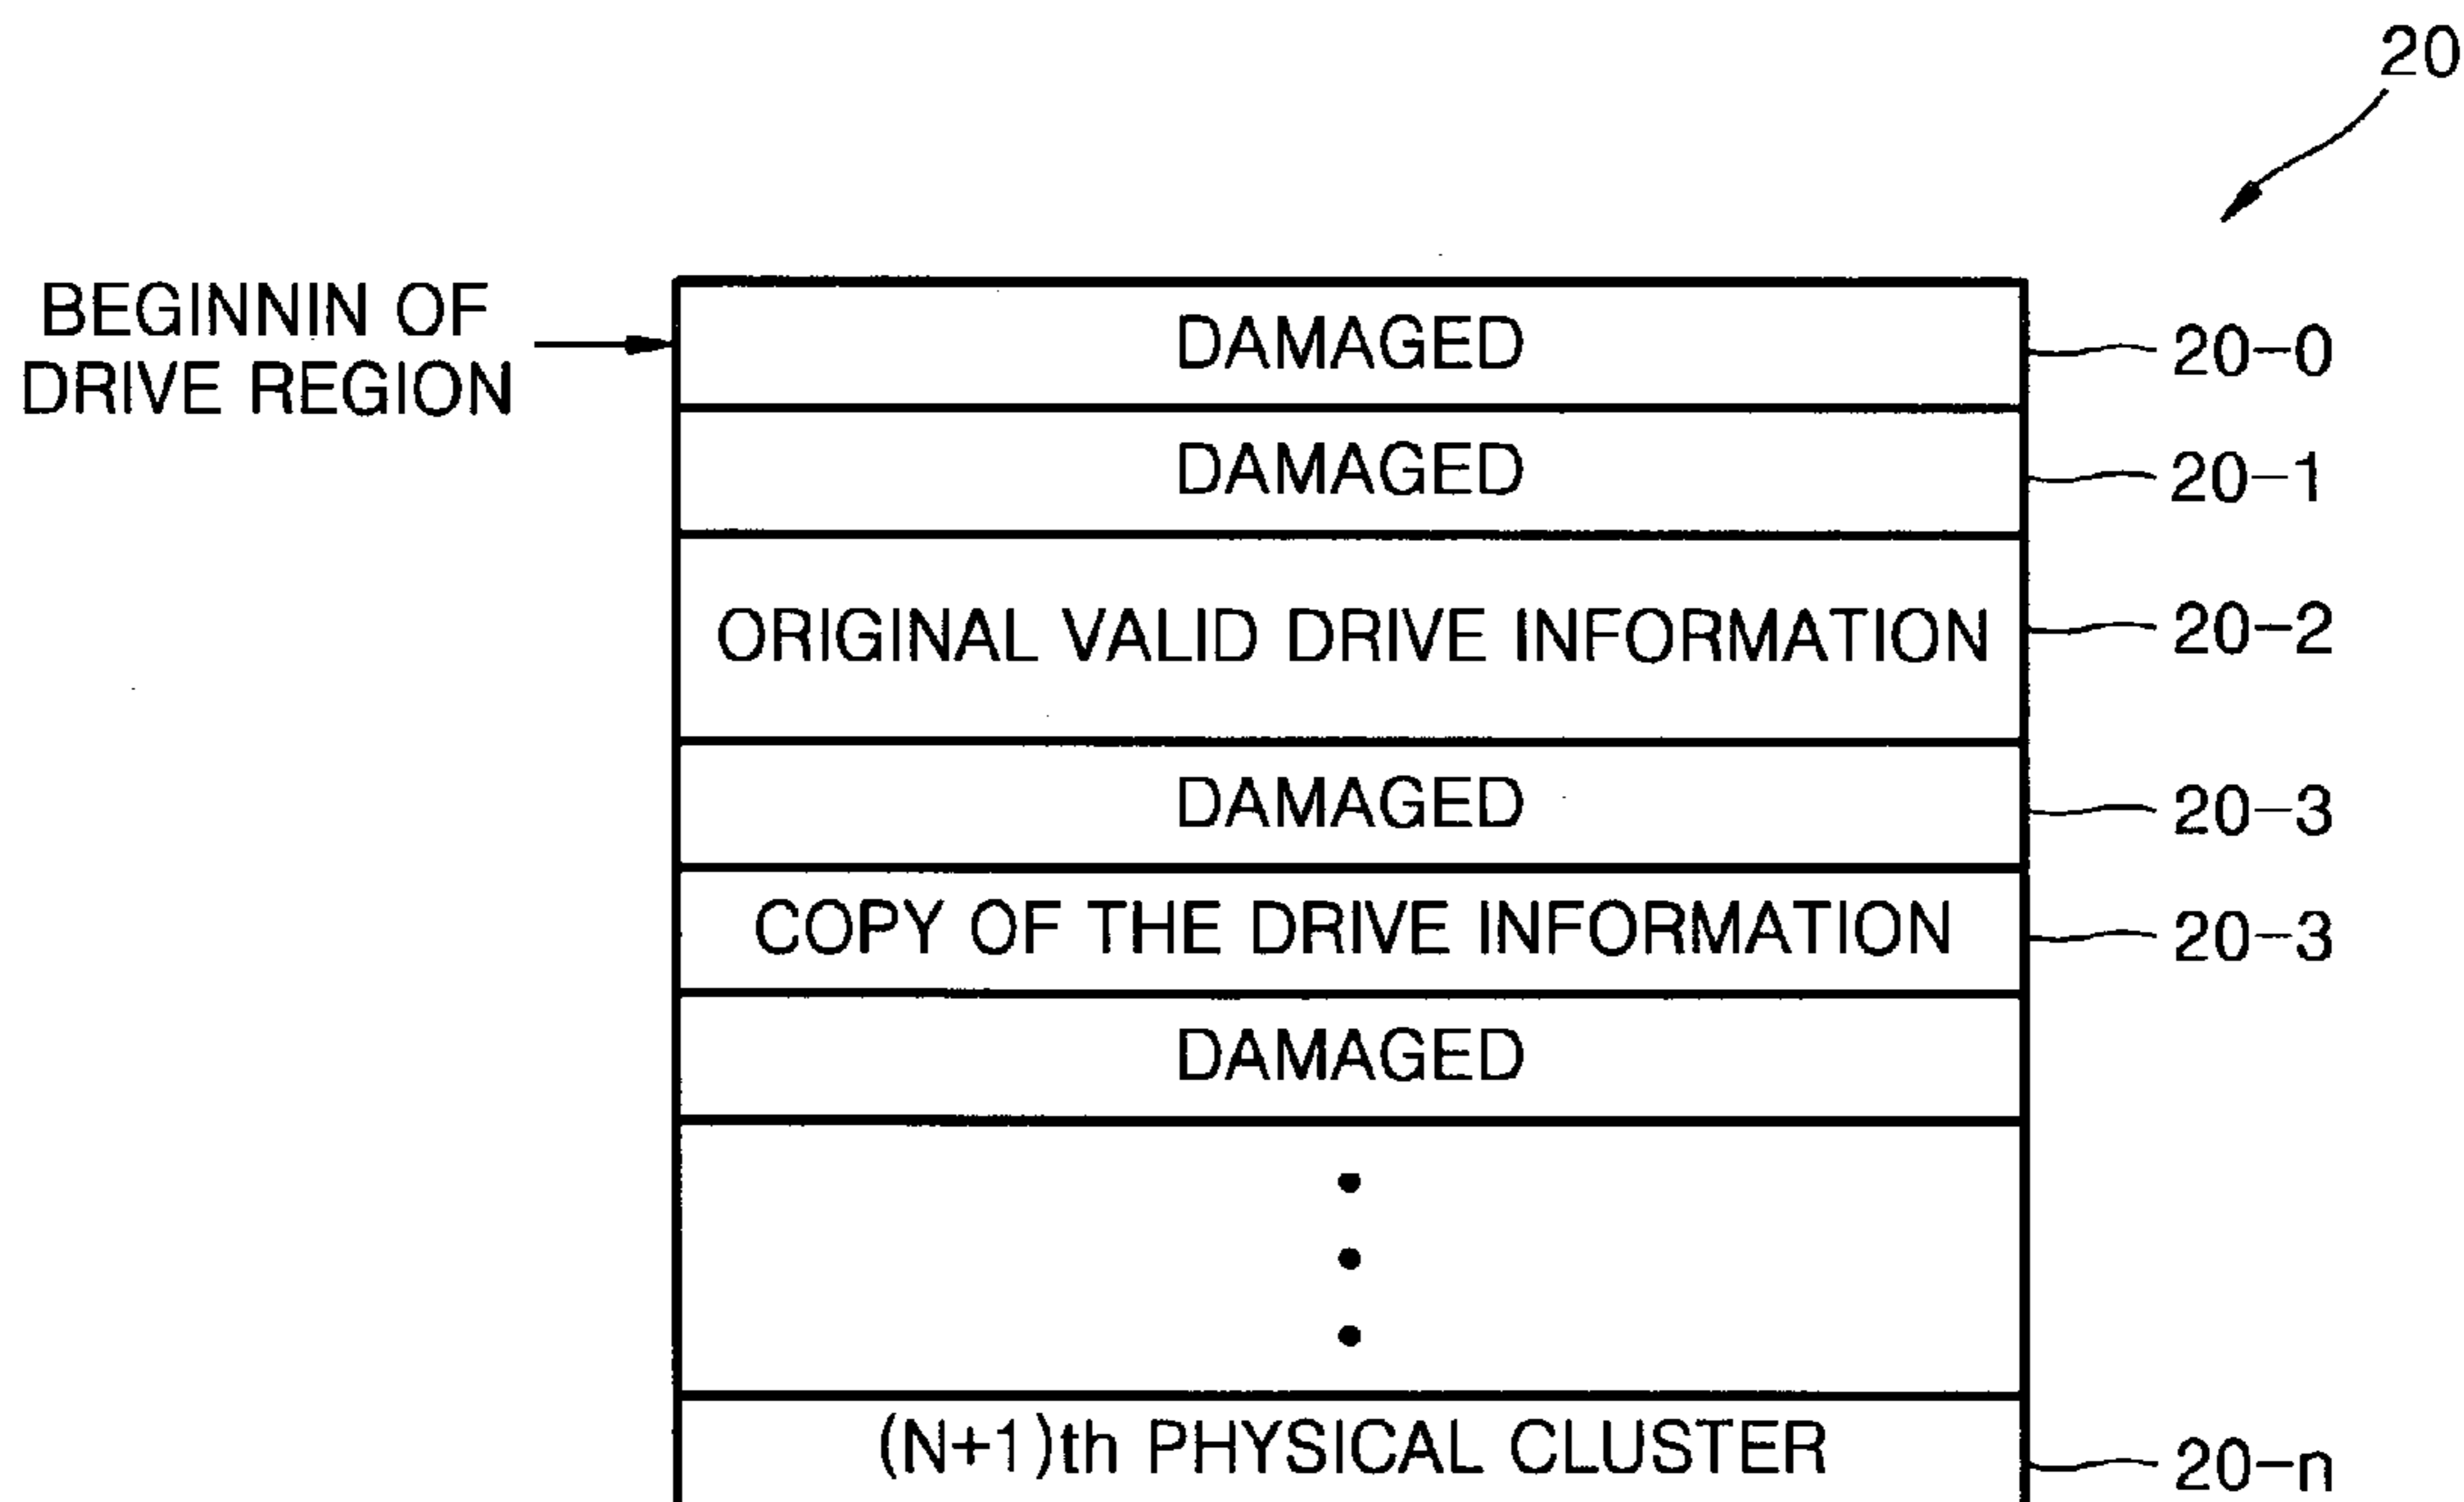 20
BEGINNIN OF
DRIVE REGION
DAMAGED
20-0
DAMAGED
20-1
ORIGINAL VALID DRIVE INFORMATION
20-2
DAMAGED
20-3
COPY OF THE DRIVE INFORMATION
20-3
DAMAGED
(N+1)th PHYSICAL CLUSTER
20-n